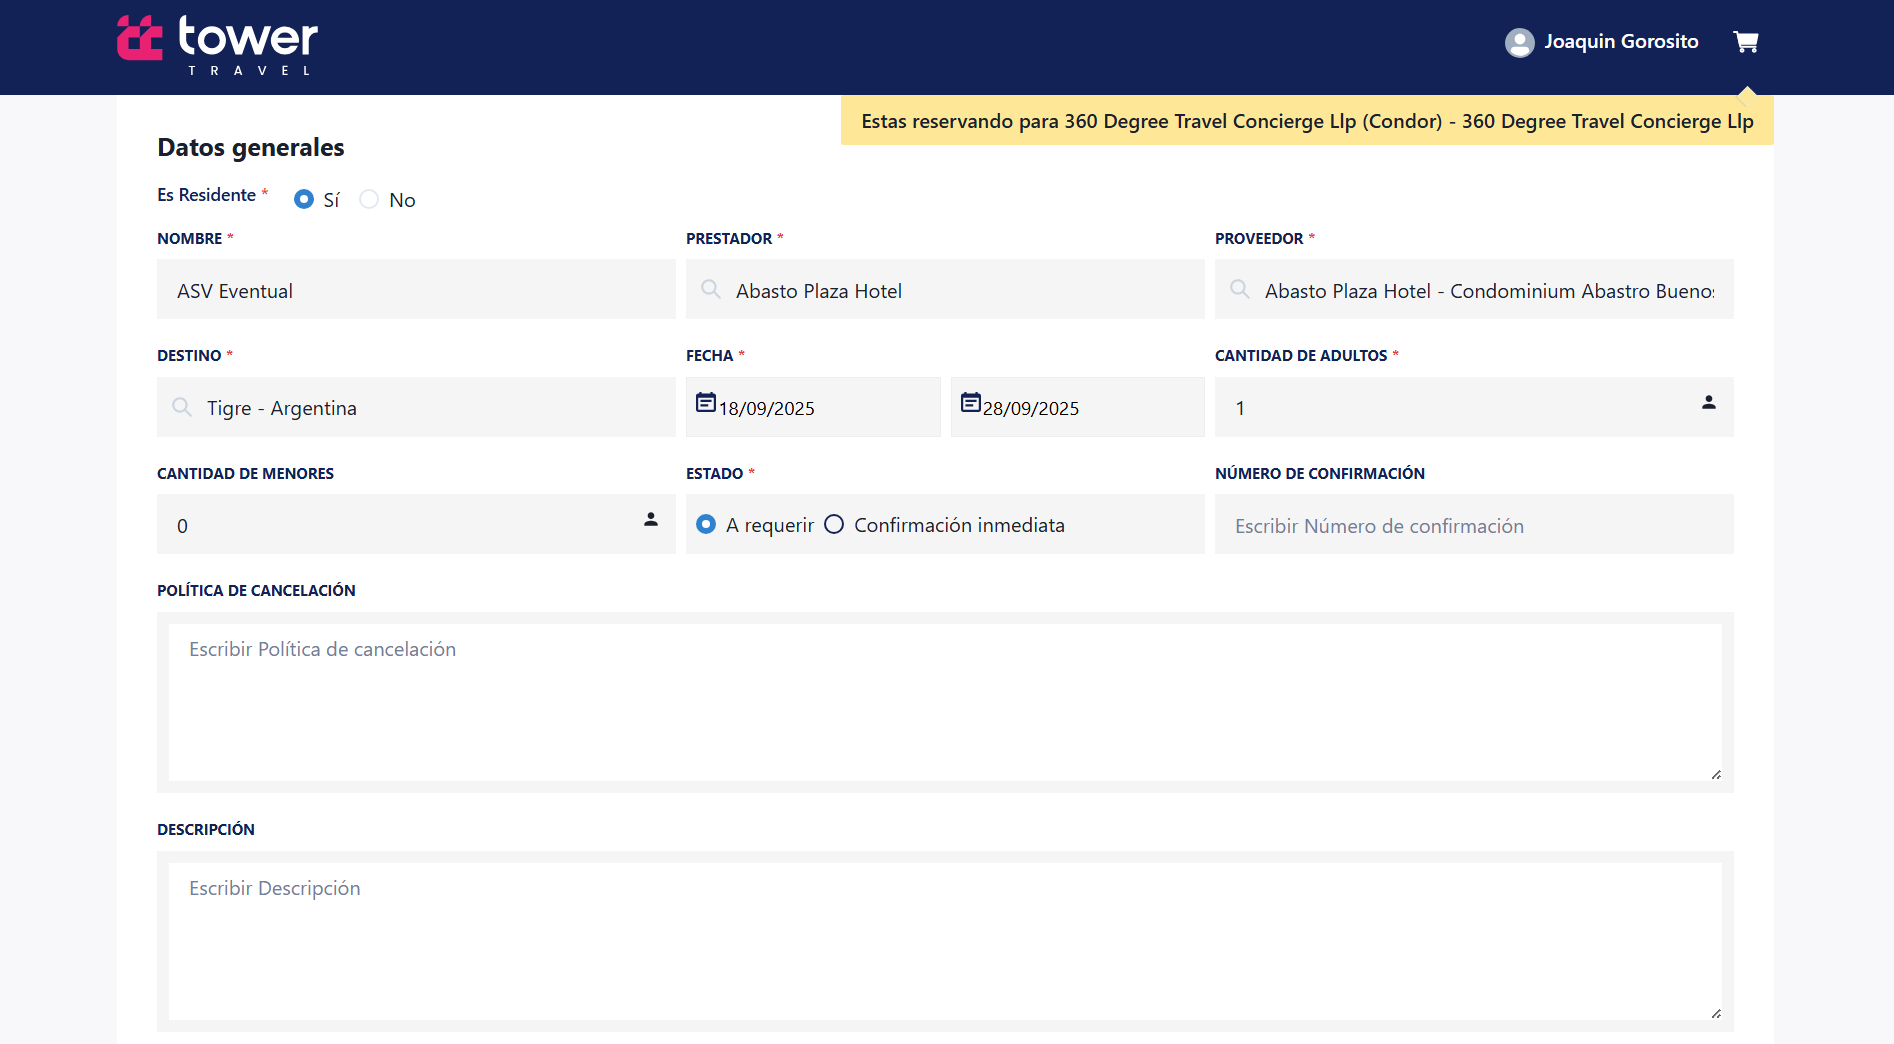 tower
TRAVEL
Joaquin Gorosito
Estas reservando para 360 Degree Travel Concierge Llp (Condor) - 360 Degree Travel Concierge Llp
Datos generales
Es Residente * Sí No
NOMBRE * PRESTADOR * PROVEEDOR *
ASV Eventual Abasto Plaza Hotel Abasto Plaza Hotel - Condominium Abastro Buenos
DESTINO * FECHA * CANTIDAD DE ADULTOS *
Tigre - Argentina 18/09/2025 28/09/2025 1
CANTIDAD DE MENORES ESTADO * NÚMERO DE CONFIRMACIÓN
0 A requerir Confirmación inmediata Escribir Número de confirmación
POLÍTICA DE CANCELACIÓN
Escribir Política de cancelación
DESCRIPCIÓN
Escribir Descripción